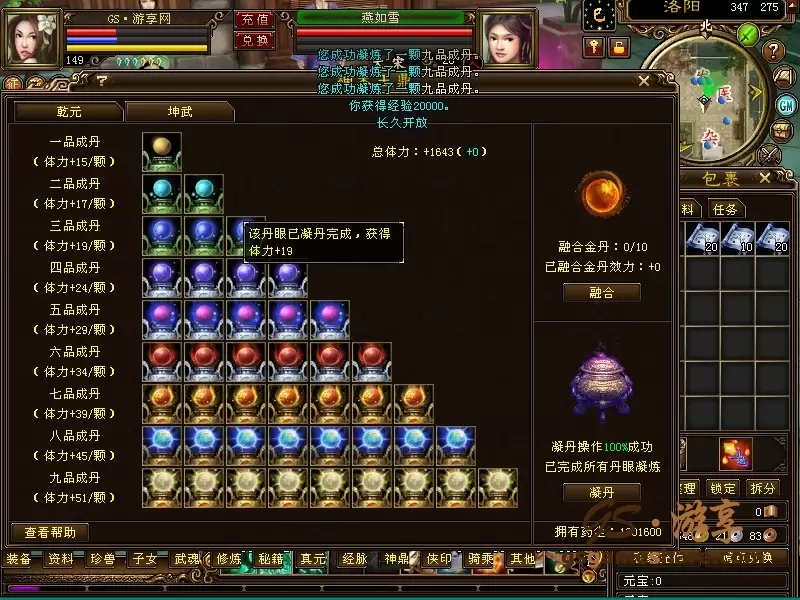 GS·游享网
149
充值
兑换
燕如雪
洛阳
347 275
北
医
杂
GM
您成功凝炼了一颗九品成丹。
您成功凝炼了一颗九品成丹。
您成功凝炼了一颗九品成丹。
你获得经验20000。
长久开放
?
乾元
坤武
总体力：+1643(+0)
一品成丹
(体力+15/颗)
二品成丹
(体力+17/颗)
三品成丹
(体力+19/颗)
四品成丹
(体力+24/颗)
五品成丹
(体力+29/颗)
六品成丹
(体力+34/颗)
七品成丹
(体力+39/颗)
八品成丹
(体力+45/颗)
九品成丹
(体力+51/颗)
该丹眼已凝丹完成，获得
体力+19
融合金丹：0/10
已融合金丹效力：+0
融合
凝丹操作100%成功
已完成所有丹眼凝炼
凝丹
查看帮助
包裹
料
任务
20
10
20
理
锁定
拆分
0
83
元宝:0
GS·游享
装备
资料
珍兽
子女
武魂
修炼
秘籍
真元
经脉
神鼎
侠印
骑乘
其他